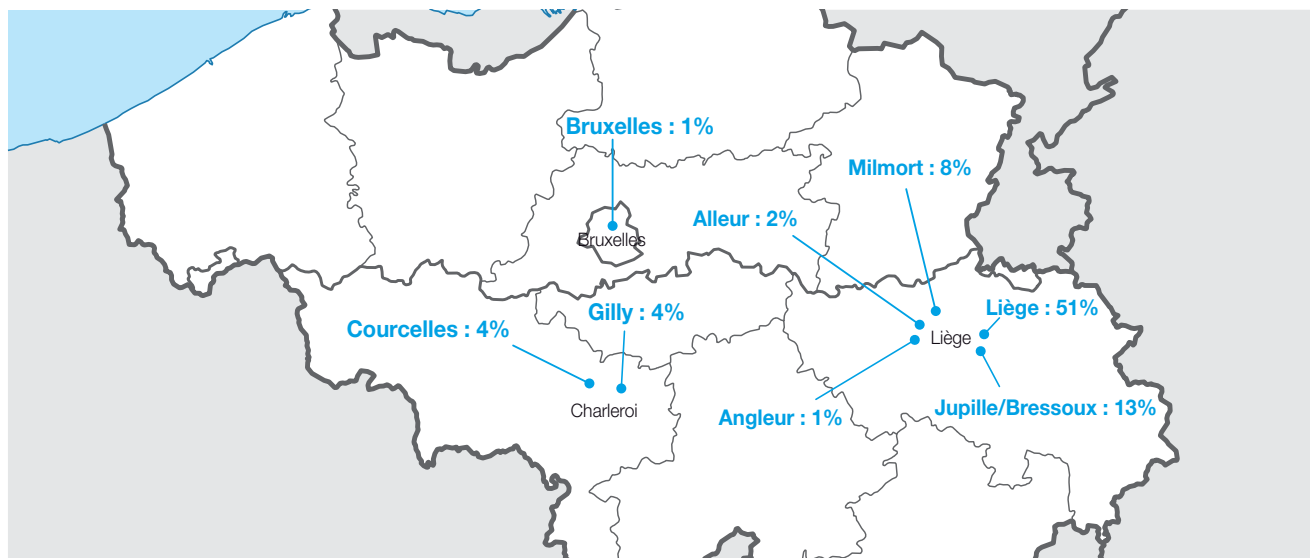 Bruxelles : 1%
Milmort : 8%
Alleur : 2%
Bruxelles
Gilly : 4%
Liège : 51%
Courcelles : 4%
Liège
Charleroi
Angleur : 1%
Jupille/Bressoux : 13%